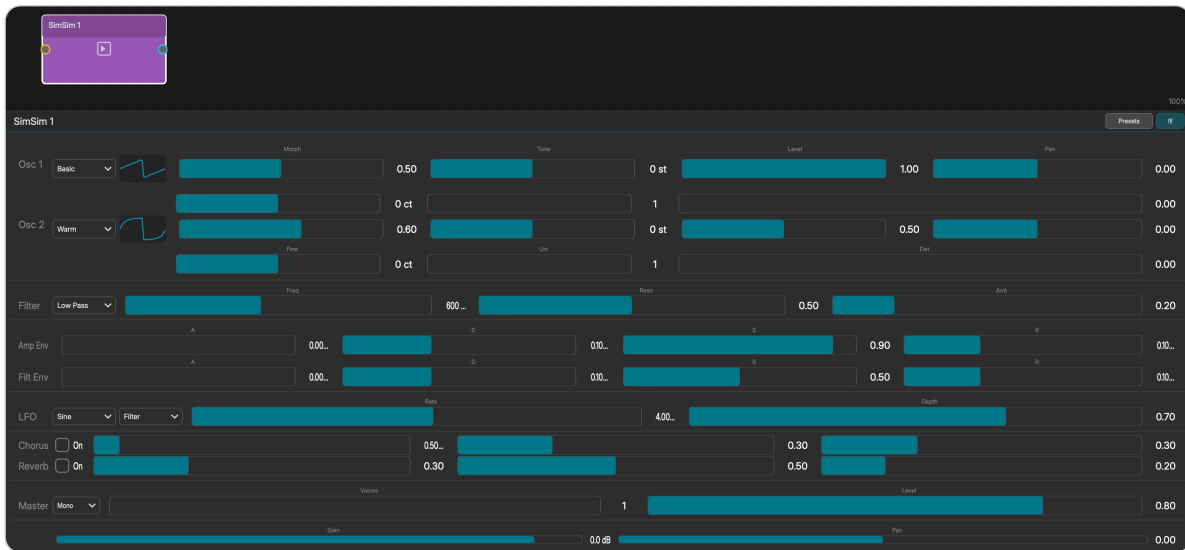 SimSim 1
100%
SimSim 1 Presets
Morph Tune Level Pan
Osc 1 Basic 0.50 0 st 1.00 0.00
0 ct 1 0.00
Osc 2 Warm 0.60 0 st 0.50 0.00
Fine Uni Det
0 ct 1 0.00
Freq Reso Amt
Filter Low Pass 600 ... 0.50 0.20
A D S R
Amp Env 0.00... 0.10... 0.90 0.10...
A D S R
Filt Env 0.00... 0.10... 0.50 0.10...
Rate Depth
LFO Sine Filter 4.00... 0.70
Chorus On 0.50... 0.30 0.30
Reverb On 0.30 0.50 0.20
Voices Level
Master Mono 1 0.80
Gain Pan
0.0 dB 0.00